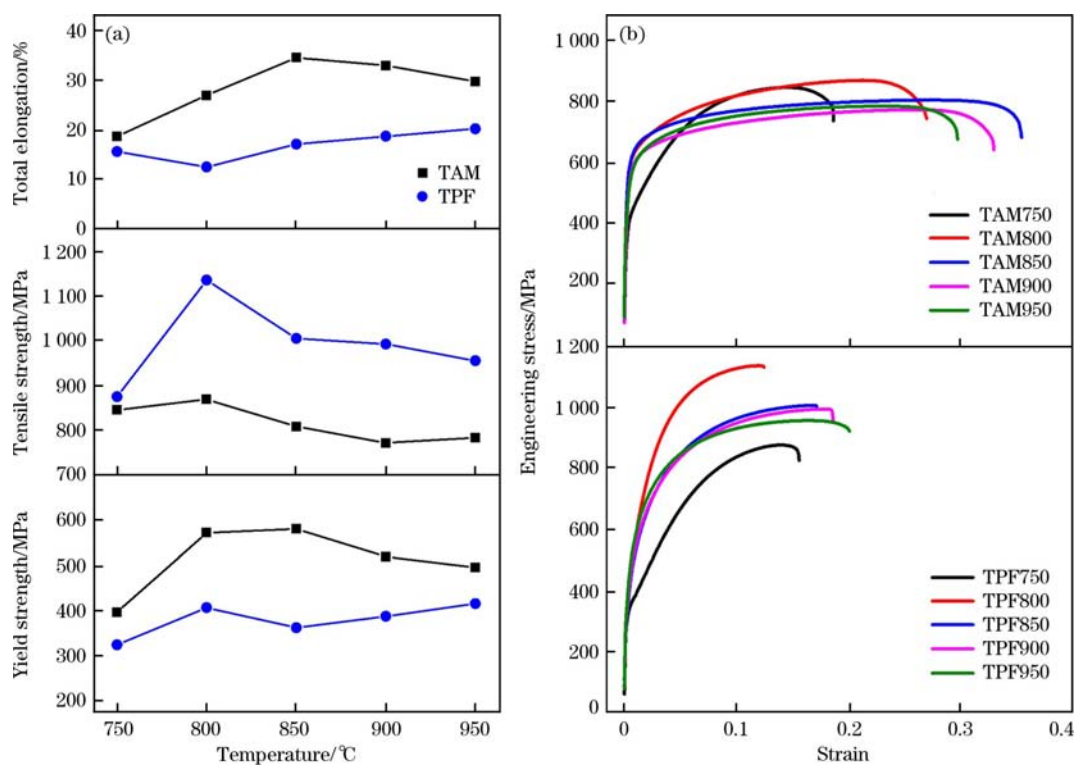 (a)
Total elongation/%
40
30
20
10
0
TAM
TPF
Tensile strength/MPa
1 200
1 100
1 000
900
800
700
Yield strength/MPa
600
500
400
300
200
750 800 850 900 950
Temperature/℃
(b)
Engineering stress/MPa
1 000
800
600
400
200
TAM750
TAM800
TAM850
TAM900
TAM950
1 200
1 000
800
600
400
200
0
TPF750
TPF800
TPF850
TPF900
TPF950
0 0.1 0.2 0.3 0.4
Strain